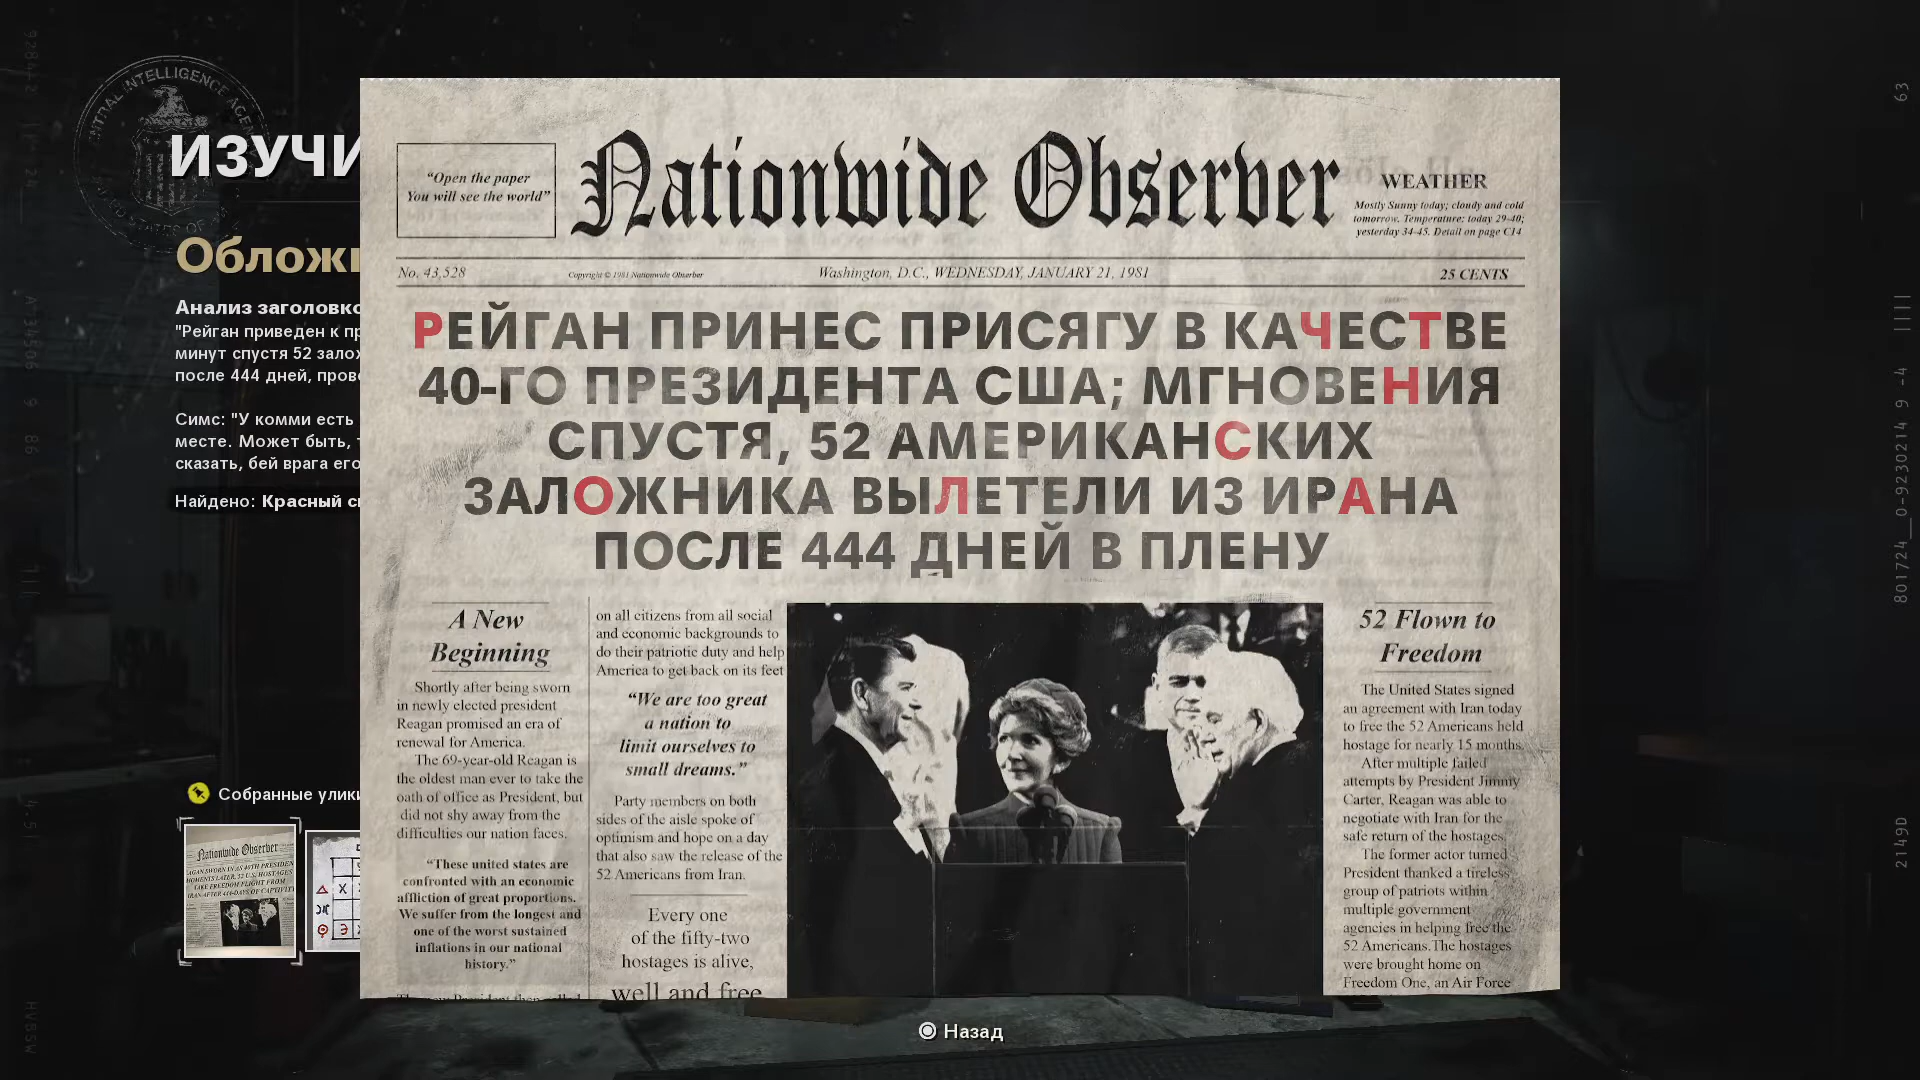 CENTRAL INTELLIGENCE AGENCY
ИЗУЧИ
Обложк
Анализ заголовко
"Рейган приведен к пр
минут спустя 52 залож
после 444 дней, прове
Симс: "У комми есть
месте. Может быть,
сказать, бей врага его
Найдено: Красный
Собранные улики
“Open the paper
You will see the world”
Nationwide Observer
WEATHER
Mostly Sunny today; cloudy and cold
tomorrow. Temperature: today 29-40;
yesterday 34-45. Detail on page C14
No. 43,528
Copyright © 1981 Nationwide Observer
Washington, D.C., WEDNESDAY, JANUARY 21, 1981
25 CENTS
РЕЙГАН ПРИНЕС ПРИСЯГУ В КАЧЕСТВЕ
40-ГО ПРЕЗИДЕНТА США; МГНОВЕНИЯ
СПУСТЯ, 52 АМЕРИКАНСКИХ
ЗАЛОЖНИКА ВЫЛЕТЕЛИ ИЗ ИРАНА
ПОСЛЕ 444 ДНЕЙ В ПЛЕНУ
A New
Beginning
Shortly after being sworn
in newly elected president
Reagan promised an era of
renewal for America.
The 69-year-old Reagan is
the oldest man ever to take the
oath of office as President, but
did not shy away from the
difficulties our nation faces.
“These united states are
confronted with an economic
affliction of great proportions.
We suffer from the longest and
one of the worst sustained
inflations in our national
history.”
on all citizens from all social
and economic backgrounds to
do their patriotic duty and help
America to get back on its feet
“We are too great
a nation to
limit ourselves to
small dreams.”
Party members on both
sides of the aisle spoke of
optimism and hope on a day
that also saw the release of the
52 Americans from Iran.
Every one
of the fifty-two
hostages is alive,
well and free
52 Flown to
Freedom
The United States signed
an agreement with Iran today
to free the 52 Americans held
hostage for nearly 15 months.
After multiple failed
attempts by President Jimmy
Carter, Reagan was able to
negotiate with Iran for the
safe return of the hostages.
The former actor turned
President thanked a tireless
group of patriots within
multiple government
agencies in helping free the
52 Americans. The hostages
were brought home on
Freedom One, an Air Force
Назад